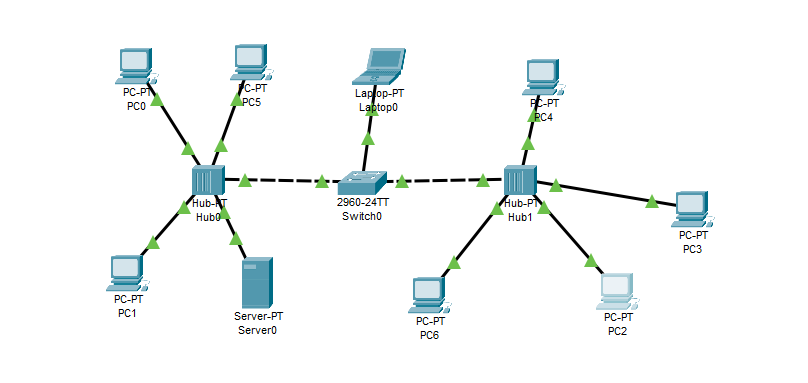 PC-PT
PC0
PC-PT
PC5
Laptop-PT
Laptop0
PC-PT
PC4
Hub-PT
Hub0
2960-24TT
Switch0
Hub-PT
Hub1
PC-PT
PC3
PC-PT
PC1
Server-PT
Server0
PC-PT
PC6
PC-PT
PC2